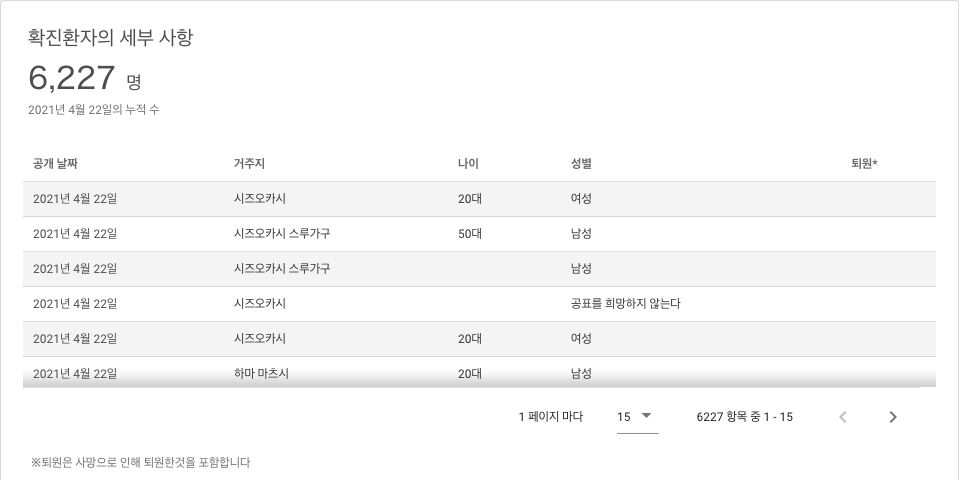 확진환자의 세부 사항
6,227 명
2021년 4월 22일의 누적 수
공개 날짜 거주지 나이 성별 퇴원*
2021년 4월 22일 시즈오카시 20대 여성
2021년 4월 22일 시즈오카시 스루가구 50대 남성
2021년 4월 22일 시즈오카시 스루가구 남성
2021년 4월 22일 시즈오카시 공표를 희망하지 않는다
2021년 4월 22일 시즈오카시 20대 여성
2021년 4월 22일 하마 마츠시 20대 남성
1 페이지 마다 15 6227 항목 중 1 - 15
※퇴원은 사망으로 인해 퇴원한것을 포함합니다